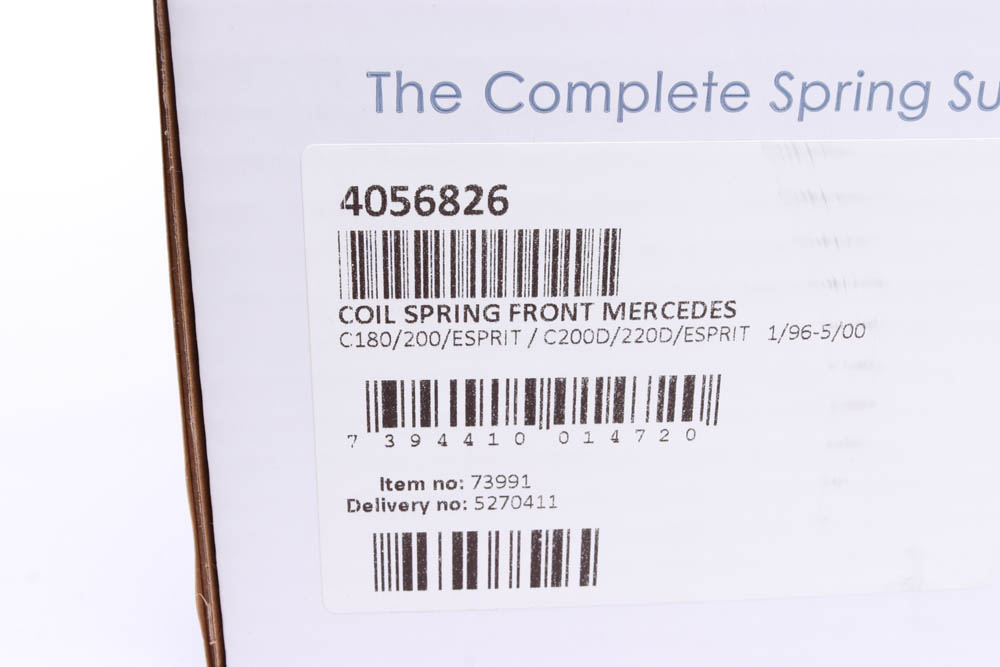 The Complete Spring Su
4056826
COIL SPRING FRONT MERCEDES
C180/200/ESPRIT / C200D/220D/ESPRIT 1/96-5/00
7 394410 014720
Item no: 73991
Delivery no: 5270411